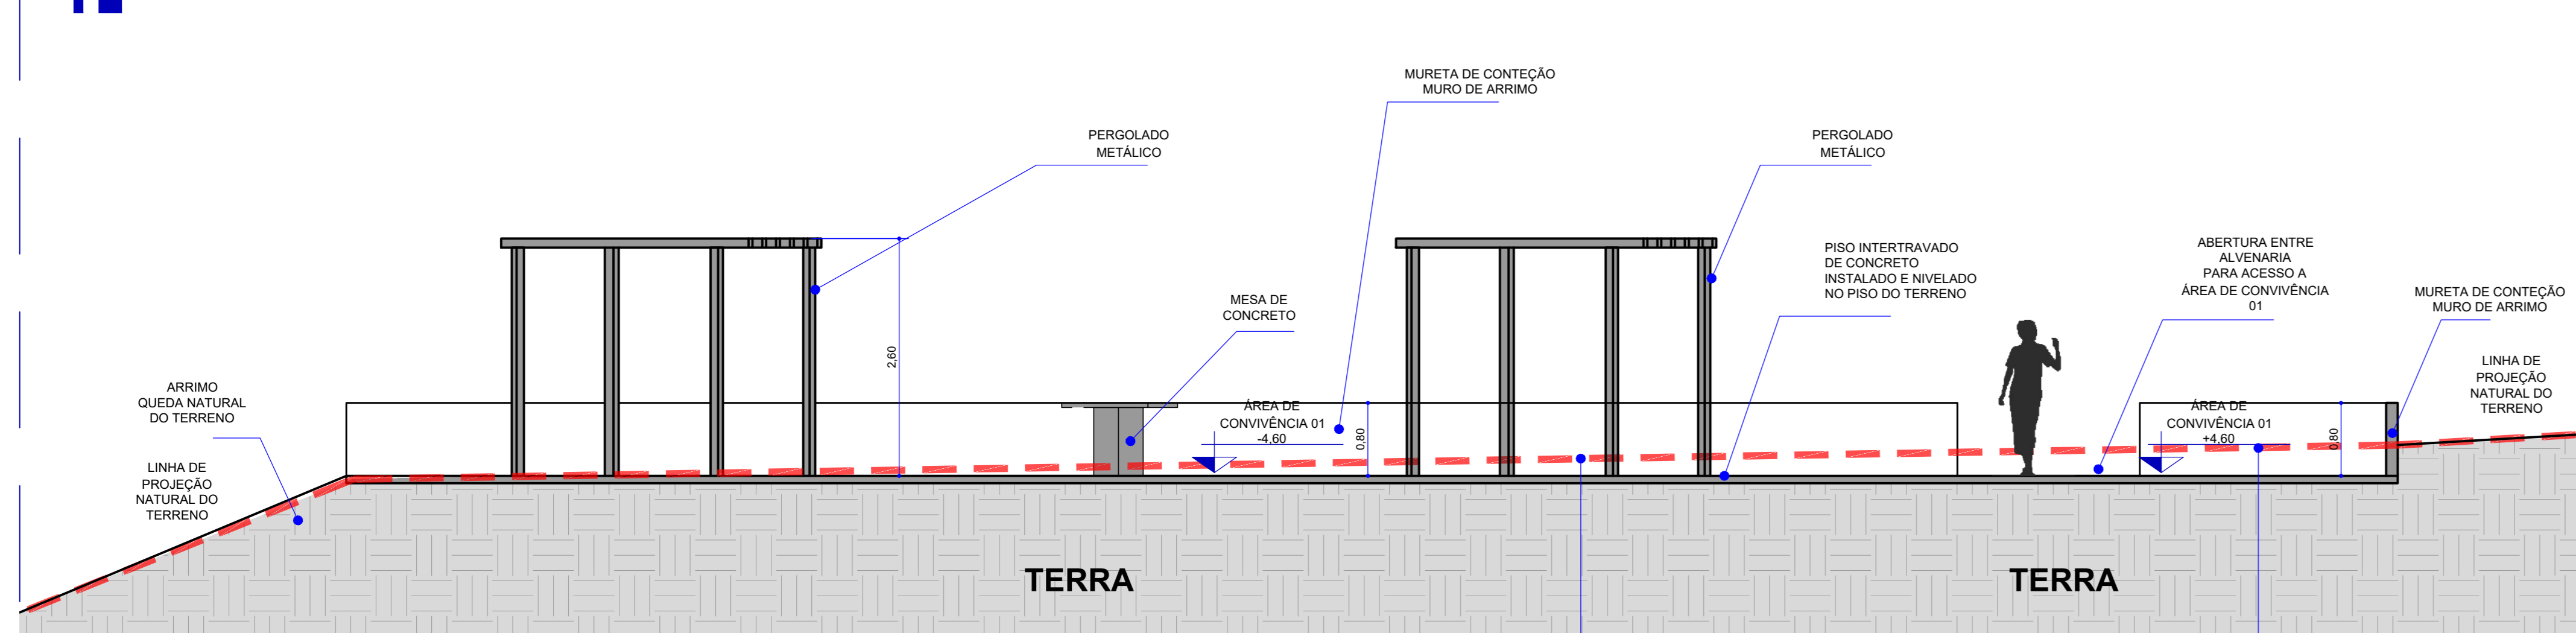 MURETA DE CONTEÇÃO
MURO DE ARRIMO
PERGOLADO
METÁLICO
PERGOLADO
METÁLICO
PISO INTERTRAVADO
DE CONCRETO
INSTALADO E NIVELADO
NO PISO DO TERRENO
ABERTURA ENTRE
ALVENARIA
PARA ACESSO A
ÁREA DE CONVIVÊNCIA
01
MURETA DE CONTEÇÃO
MURO DE ARRIMO
MESA DE
CONCRETO
2,60
LINHA DE
PROJEÇÃO
NATURAL DO
TERRENO
ARRIMO
QUEDA NATURAL
DO TERRENO
ÁREA DE
CONVIVÊNCIA 01
-4,60
0,80
ÁREA DE
CONVIVÊNCIA 01
+4,60
0,80
LINHA DE
PROJEÇÃO
NATURAL DO
TERRENO
TERRA
TERRA